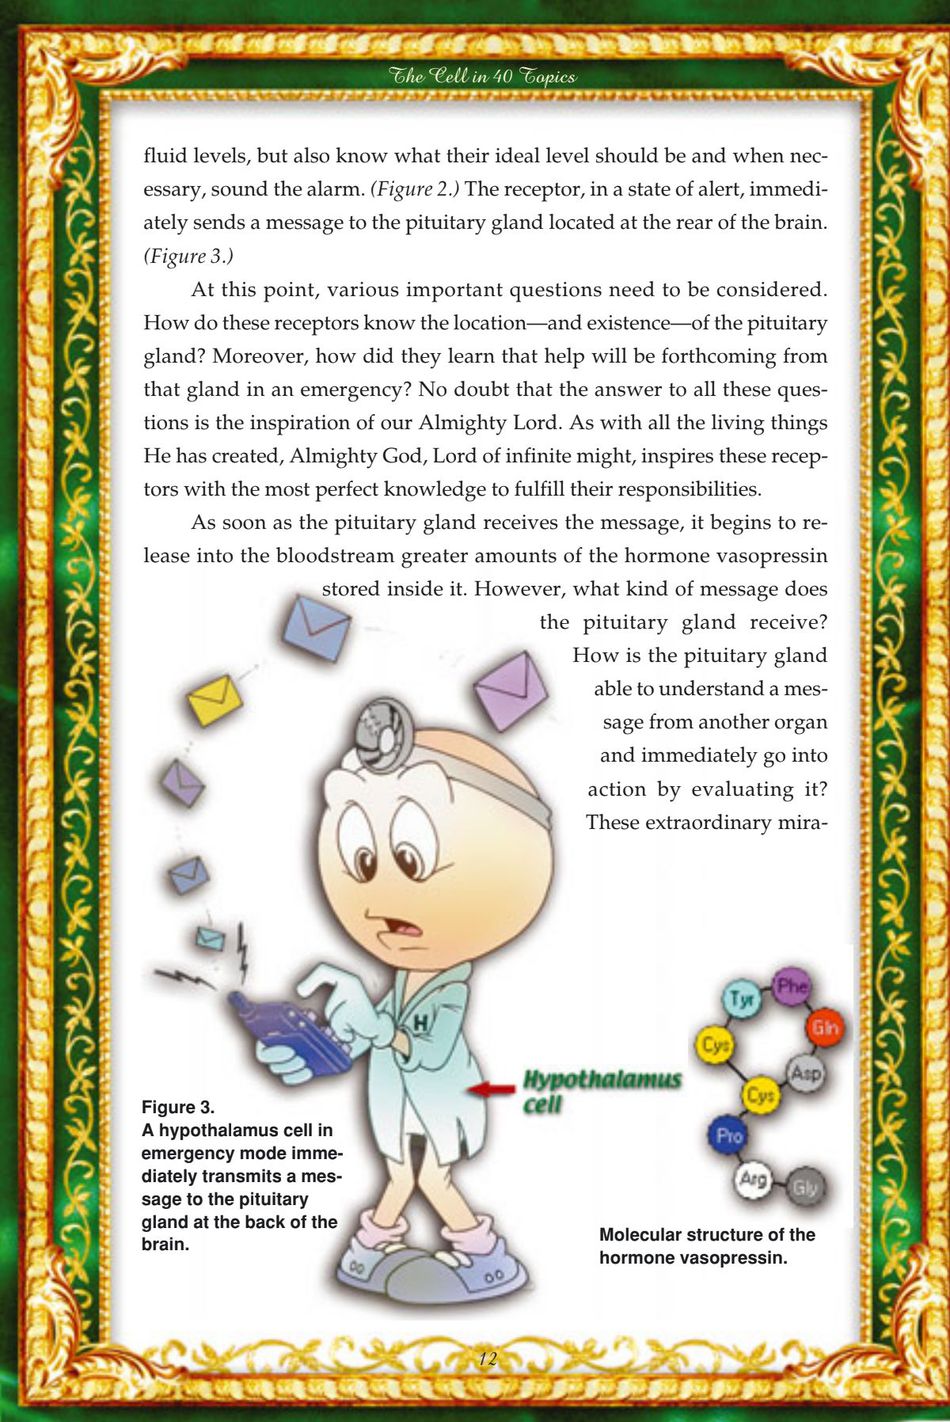 The Cell in 40 Topics
fluid levels, but also know what their ideal level should be and when nec-
essary, sound the alarm. (Figure 2.) The receptor, in a state of alert, immedi-
ately sends a message to the pituitary gland located at the rear of the brain.
(Figure 3.)
At this point, various important questions need to be considered.
How do these receptors know the location—and existence—of the pituitary
gland? Moreover, how did they learn that help will be forthcoming from
that gland in an emergency? No doubt that the answer to all these ques-
tions is the inspiration of our Almighty Lord. As with all the living things
He has created, Almighty God, Lord of infinite might, inspires these recep-
tors with the most perfect knowledge to fulfill their responsibilities.
As soon as the pituitary gland receives the message, it begins to re-
lease into the bloodstream greater amounts of the hormone vasopressin
stored inside it. However, what kind of message does
the pituitary gland receive?
How is the pituitary gland
able to understand a mes-
sage from another organ
and immediately go into
action by evaluating it?
These extraordinary mira-
H
Hypothalamus
cell
Tyr
Phe
Gln
Cys
Asp
Cys
Pro
Arg
Gly
Figure 3.
A hypothalamus cell in
emergency mode imme-
diately transmits a mes-
sage to the pituitary
gland at the back of the
brain.
Molecular structure of the
hormone vasopressin.
12